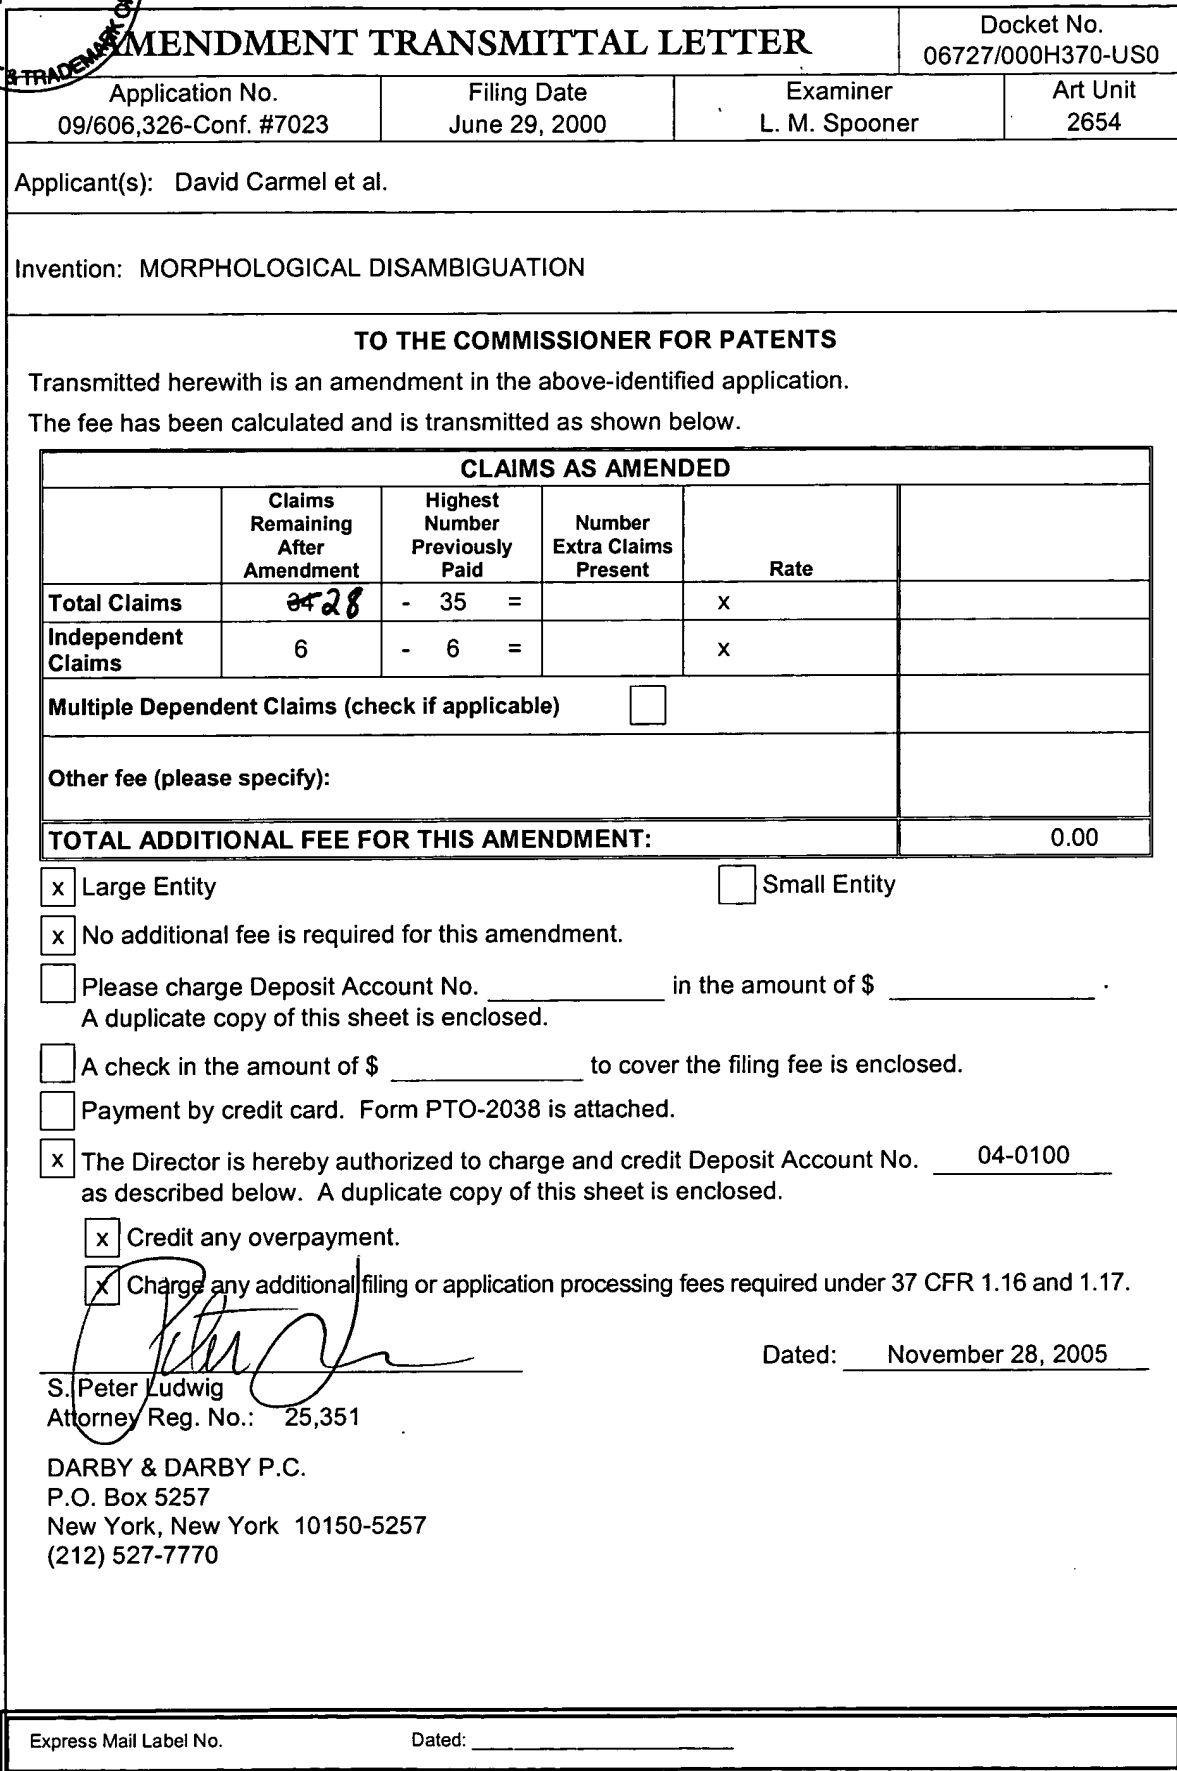 & TRADEMARK
AMENDMENT TRANSMITTAL LETTER
Docket No.
06727/000H370-US0
Application No.
09/606,326-Conf. #7023
Filing Date
June 29, 2000
Examiner
L. M. Spooner
Art Unit
2654
Applicant(s): David Carmel et al.
Invention: MORPHOLOGICAL DISAMBIGUATION
TO THE COMMISSIONER FOR PATENTS
Transmitted herewith is an amendment in the above-identified application.
The fee has been calculated and is transmitted as shown below.
CLAIMS AS AMENDED
Claims
Remaining
After
Amendment
Highest
Number
Previously
Paid
Number
Extra Claims
Present
Rate
Total Claims 34 28 - 35 = x
Independent
Claims
6 - 6 = x
Multiple Dependent Claims (check if applicable)
Other fee (please specify):
TOTAL ADDITIONAL FEE FOR THIS AMENDMENT: 0.00
x Large Entity Small Entity
x No additional fee is required for this amendment.
Please charge Deposit Account No. in the amount of $ .
A duplicate copy of this sheet is enclosed.
A check in the amount of $ to cover the filing fee is enclosed.
Payment by credit card. Form PTO-2038 is attached.
x The Director is hereby authorized to charge and credit Deposit Account No. 04-0100
as described below. A duplicate copy of this sheet is enclosed.
x Credit any overpayment.
x Charge any additional filing or application processing fees required under 37 CFR 1.16 and 1.17.
Dated: November 28, 2005
S. Peter Ludwig
Attorney Reg. No.: 25,351
DARBY & DARBY P.C.
P.O. Box 5257
New York, New York 10150-5257
(212) 527-7770
Express Mail Label No. Dated: